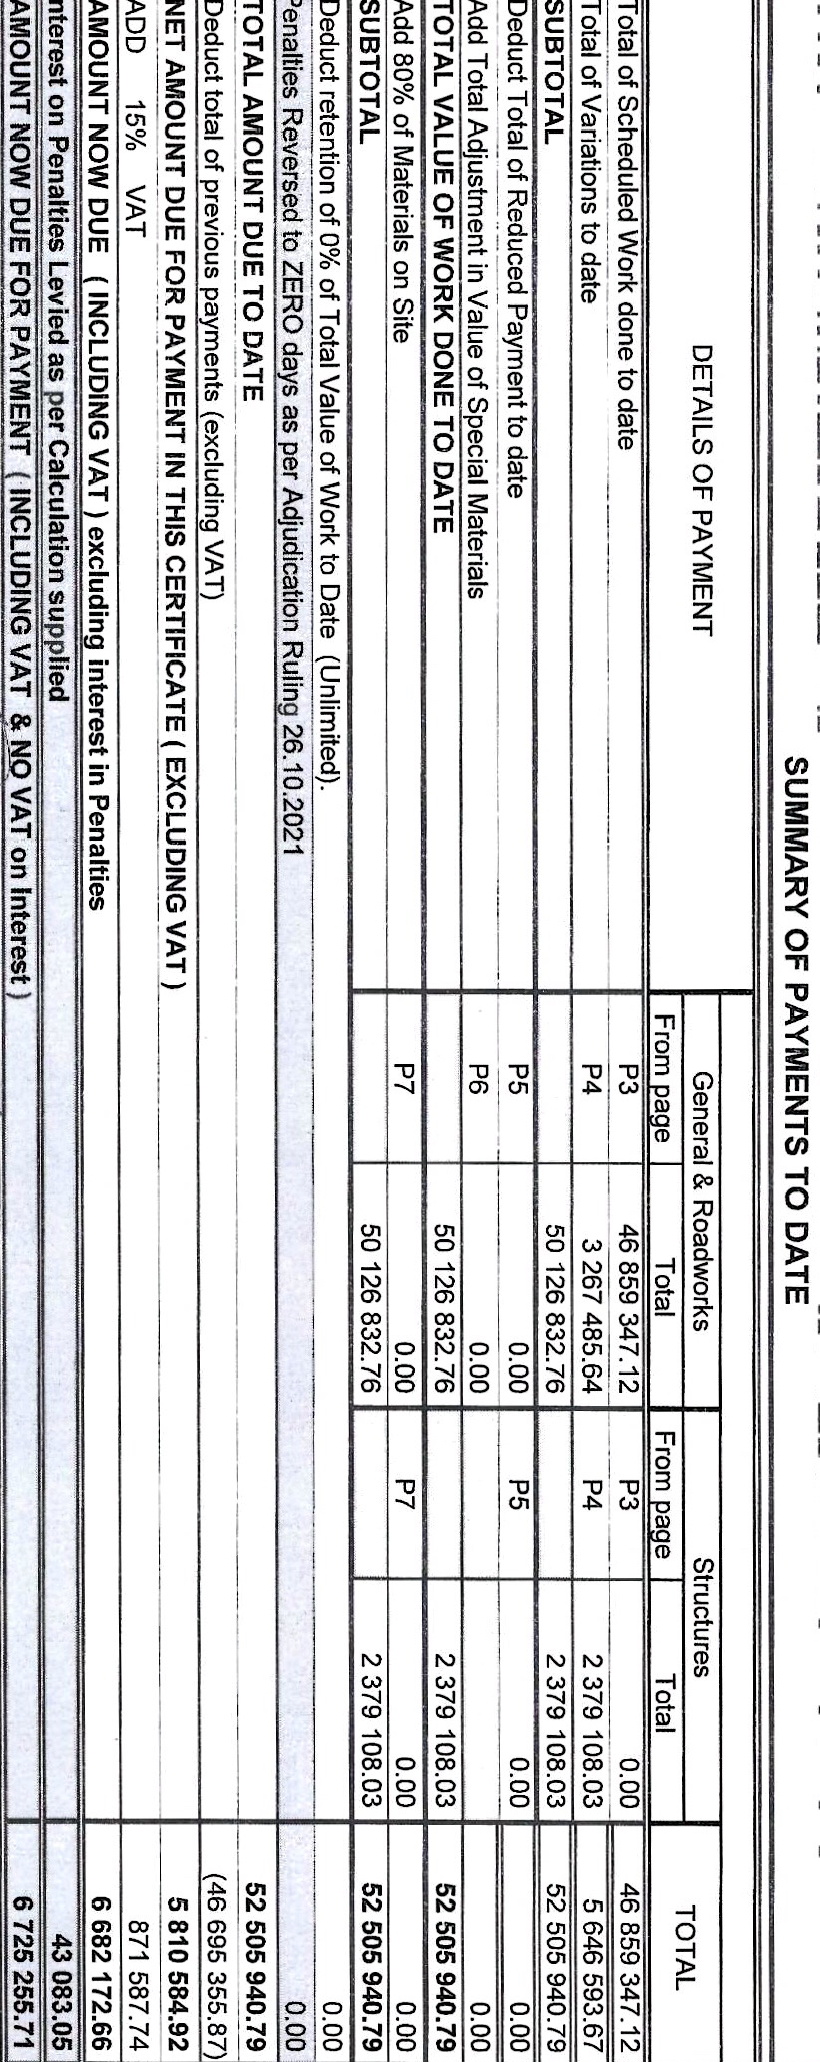 SUMMARY OF PAYMENTS TO DATE
DETAILS OF PAYMENT General & Roadworks Structures TOTAL
From page Total From page Total
Total of Scheduled Work done to date P3 46 859 347.12 P3 0.00 46 859 347.12
Total of Variations to date P4 3 267 485.64 P4 2 379 108.03 5 646 593.67
SUBTOTAL 50 126 832.76 2 379 108.03 52 505 940.79
Deduct Total of Reduced Payment to date P5 0.00 P5 0.00 0.00
Add Total Adjustment in Value of Special Materials P6 0.00 0.00
TOTAL VALUE OF WORK DONE TO DATE 50 126 832.76 2 379 108.03 52 505 940.79
Add 80% of Materials on Site P7 0.00 P7 0.00 0.00
SUBTOTAL 50 126 832.76 2 379 108.03 52 505 940.79
Deduct retention of 0% of Total Value of Work to Date (Unlimited). 0.00
Penalties Reversed to ZERO days as per Adjudication Ruling 26.10.2021 0.00
TOTAL AMOUNT DUE TO DATE 52 505 940.79
Deduct total of previous payments (excluding VAT) (46 695 355.87)
NET AMOUNT DUE FOR PAYMENT IN THIS CERTIFICATE ( EXCLUDING VAT ) 5 810 584.92
ADD 15% VAT 871 587.74
AMOUNT NOW DUE ( INCLUDING VAT ) excluding interest in Penalties 6 682 172.66
nterest on Penalties Levied as per Calculation supplied 43 083.05
AMOUNT NOW DUE FOR PAYMENT ( INCLUDING VAT & NO VAT on Interest ) 6 725 255.71